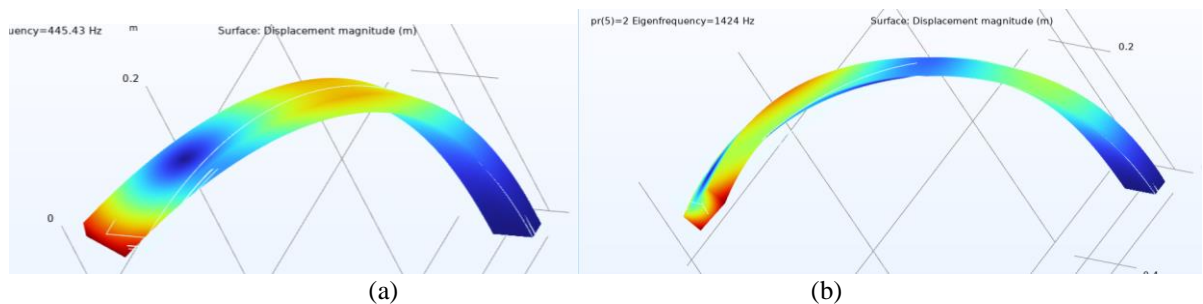 uency=445.43 Hz
m
Surface: Displacement magnitude (m)
0.2
0
(a)
pr(5)=2 Eigenfrequency=1424 Hz
Surface: Displacement magnitude (m)
0.2
(b)